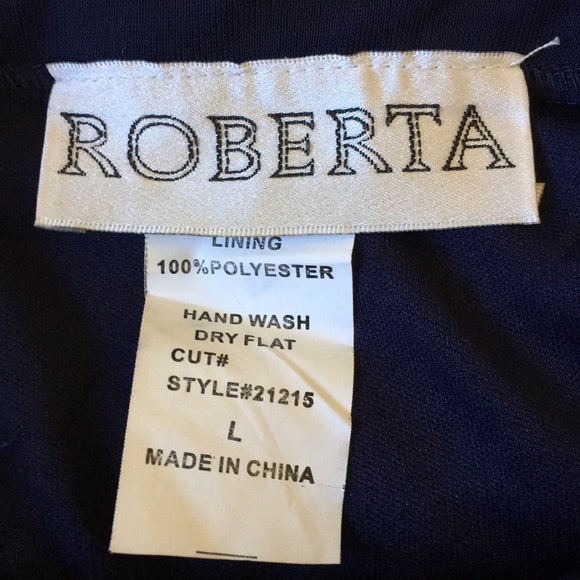 ROBERTA
LINING
100%POLYESTER
HAND WASH
DRY FLAT
CUT#
STYLE#21215
L
MADE IN CHINA